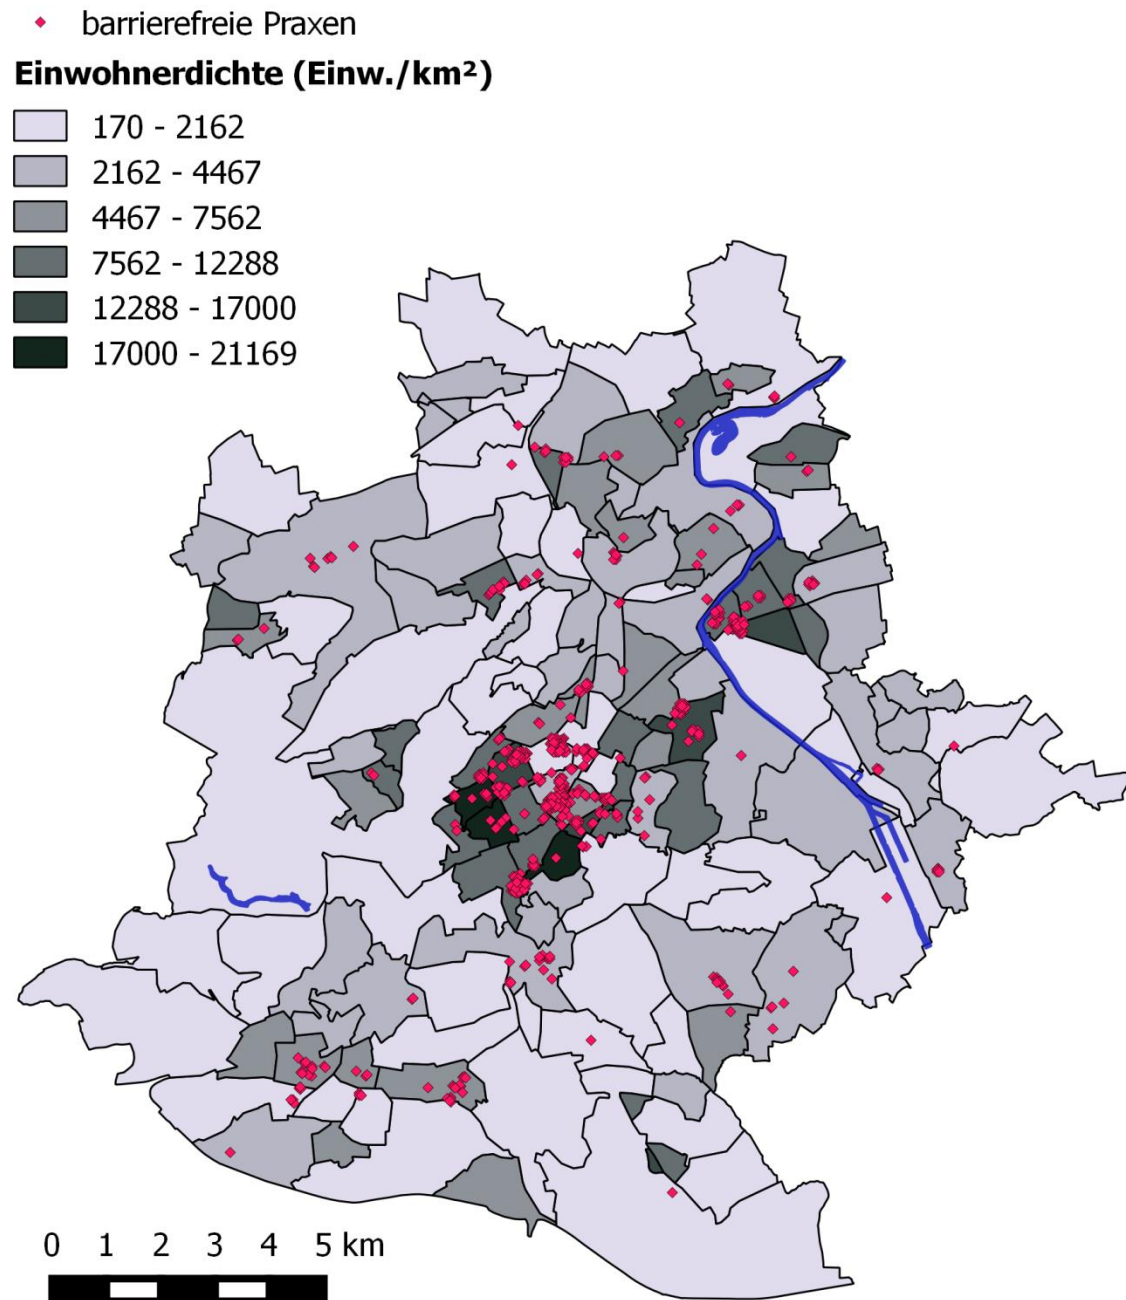 barrierefreie Praxen
Einwohnerdichte (Einw./km²)
170 - 2162
2162 - 4467
4467 - 7562
7562 - 12288
12288 - 17000
17000 - 21169
0 1 2 3 4 5 km